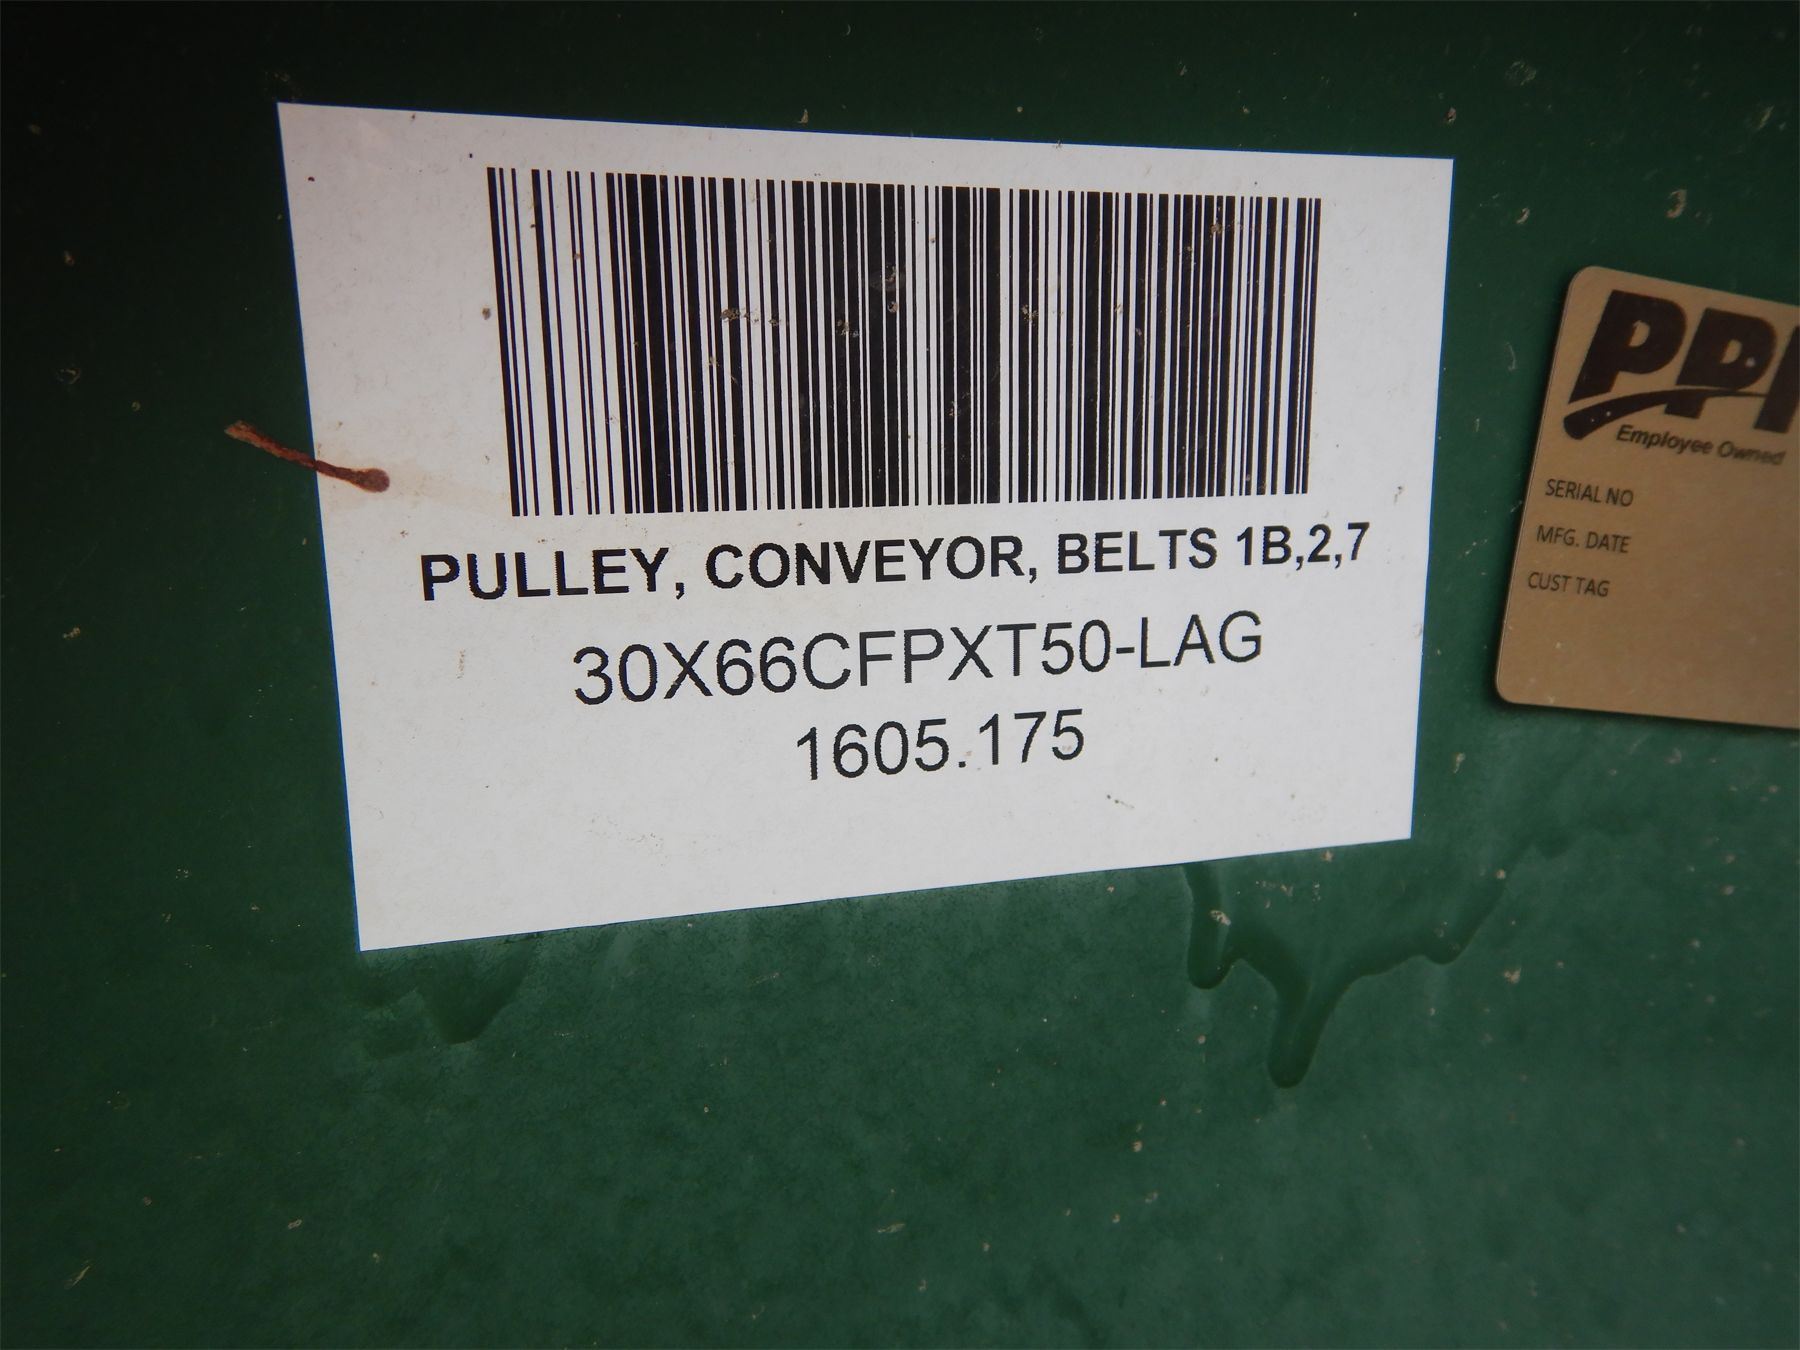 PULLEY, CONVEYOR, BELTS 1B,2,7
30X66CFPXT50-LAG
1605.175
PPI
Employee Owned
SERIAL NO
MFG. DATE
CUST TAG